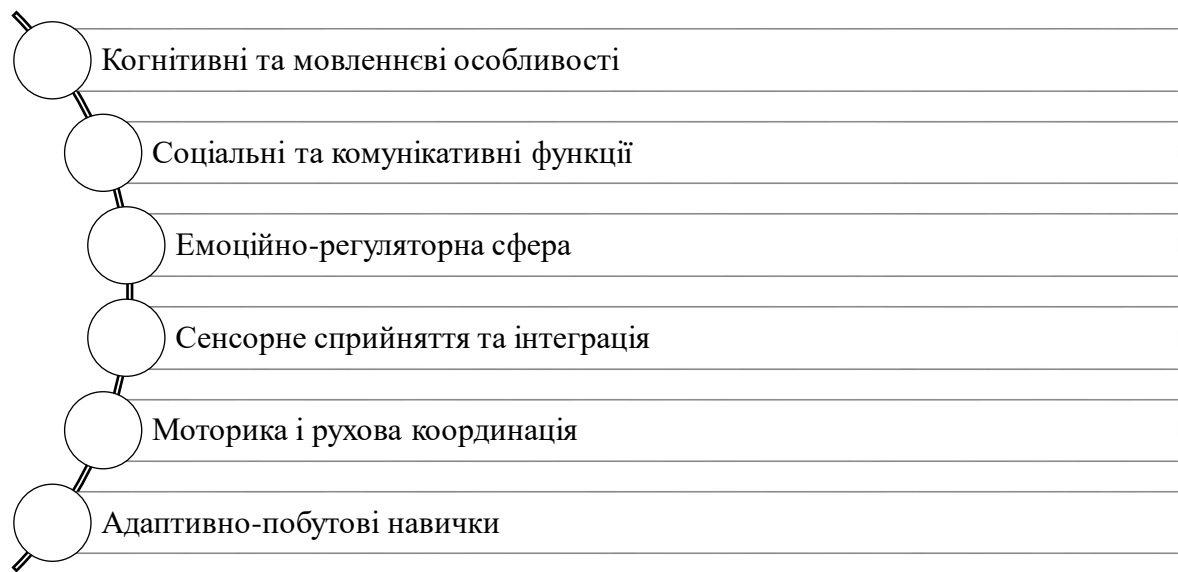 Когнітивні та мовленнєві особливості
Соціальні та комунікативні функції
Емоційно-регуляторна сфера
Сенсорне сприйняття та інтеграція
Моторика і рухова координація
Адаптивно-побутові навички